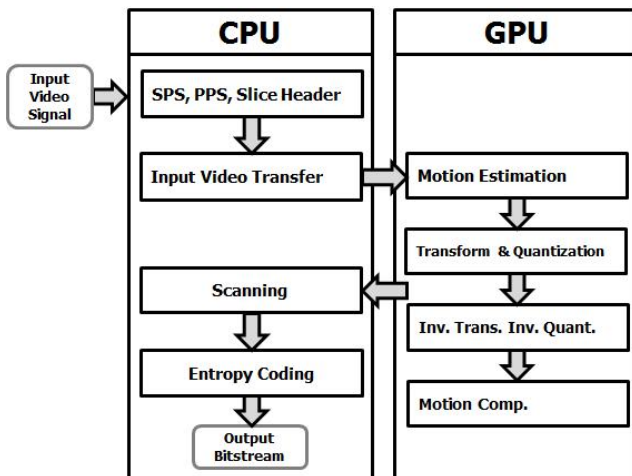 CPU
GPU
Input
Video
Signal
SPS, PPS, Slice Header
Input Video Transfer
Motion Estimation
Transform & Quantization
Scanning
Inv. Trans. Inv. Quant.
Entropy Coding
Motion Comp.
Output
Bitstream